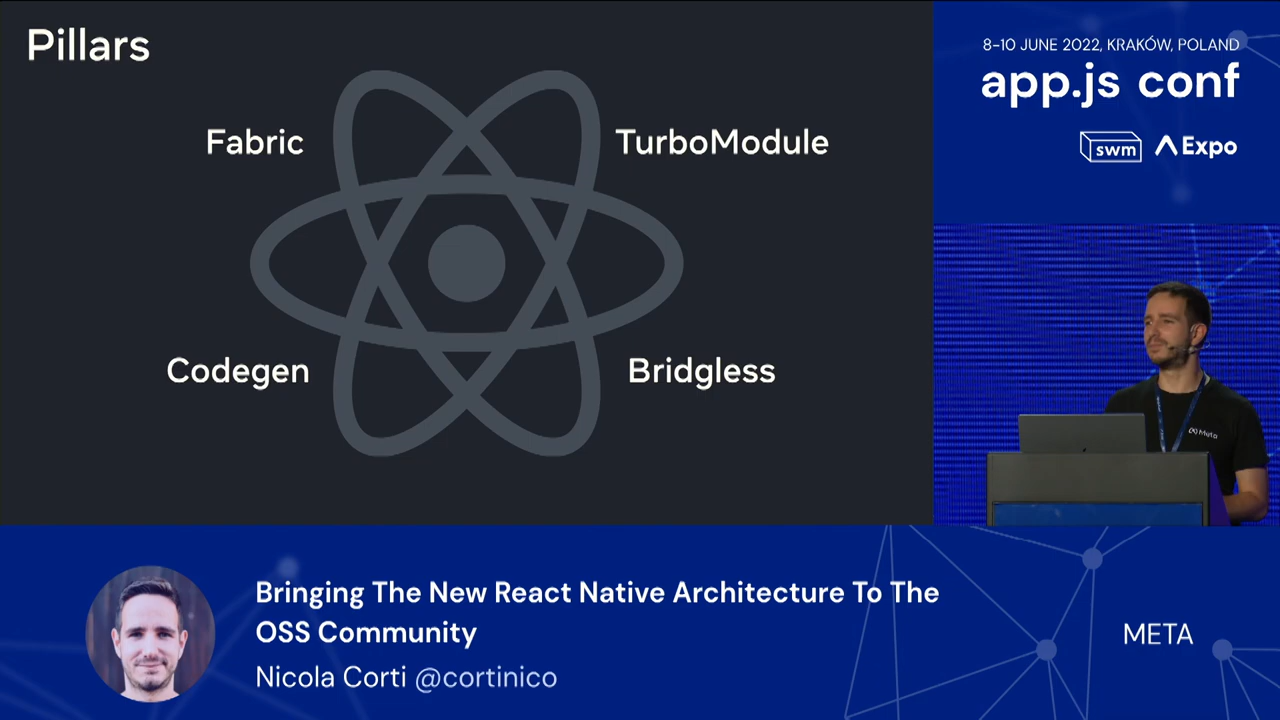 Pillars
Fabric
TurboModule
Codegen
Bridgless
8-10 JUNE 2022, KRAKÓW, POLAND
app.js conf
swm
Expo
Meta
Bringing The New React Native Architecture To The
OSS Community
Nicola Corti @cortinico
META